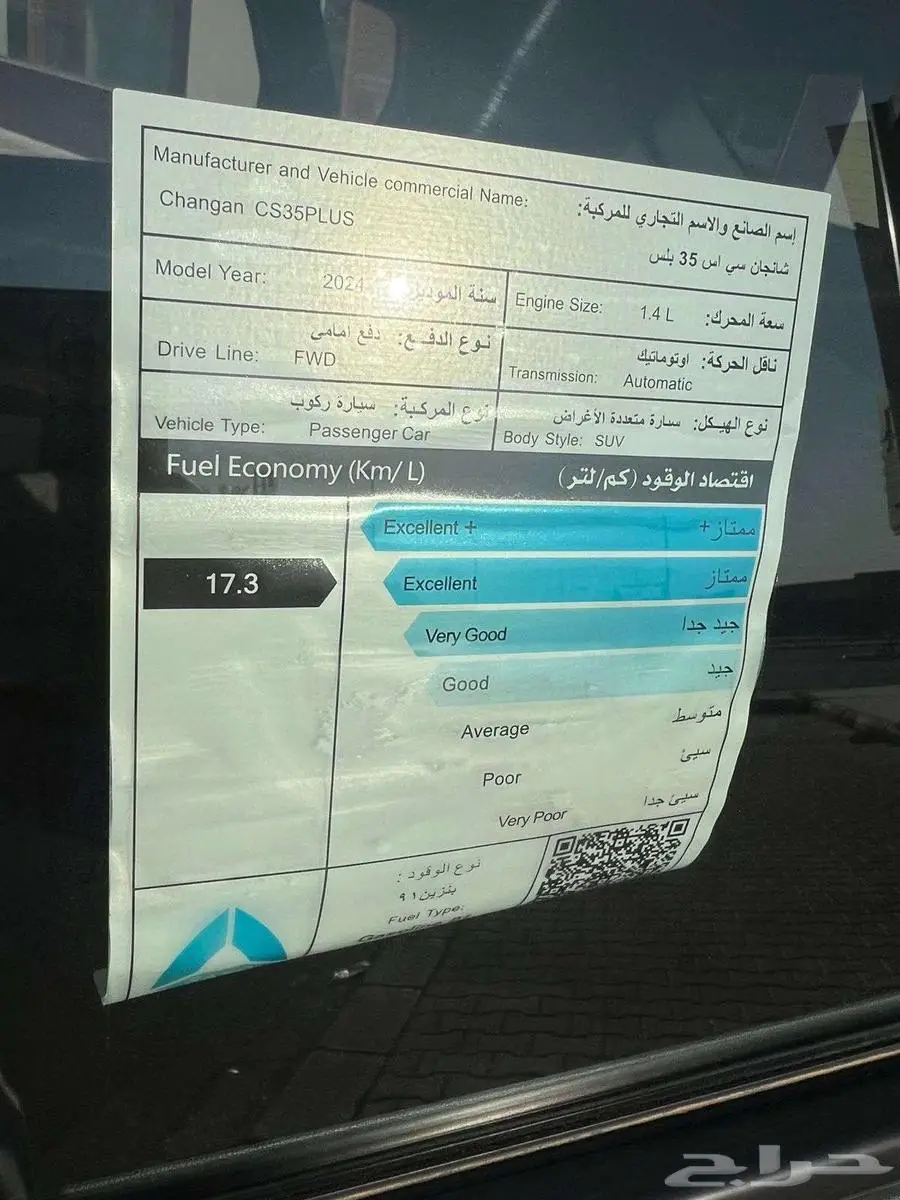 Manufacturer and Vehicle commercial Name:
إسم الصانع والاسم التجاري للمركبة:
Changan CS35PLUS
شانجان سي اس 35 بلس
Model Year: 2024 سنة الموديل
Engine Size: 1.4 L سعة المحرك:
نوع الدفع: دفع امامي
Drive Line: FWD
ناقل الحركة: اوتوماتيك
Transmission: Automatic
نوع المركبة: سيارة ركوب
Vehicle Type: Passenger Car
نوع الهيكل: سيارة متعددة الأغراض
Body Style: SUV
Fuel Economy (Km/ L) اقتصاد الوقود (كم/لتر)
Excellent + ممتاز+
17.3
Excellent ممتاز
Very Good جيد جدا
Good جيد
Average متوسط
Poor سيئ
Very Poor سيئ جدا
نوع الوقود :
بنزين ٩١
Fuel Type:
حراج